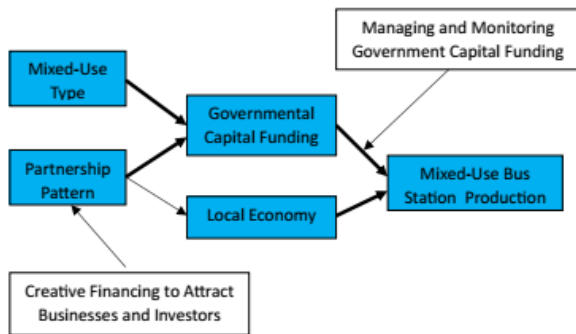 Managing and Monitoring
Government Capital Funding
Mixed-Use
Type
Governmental
Capital Funding
Partnership
Pattern
Mixed-Use Bus
Station Production
Local Economy
Creative Financing to Attract
Businesses and Investors